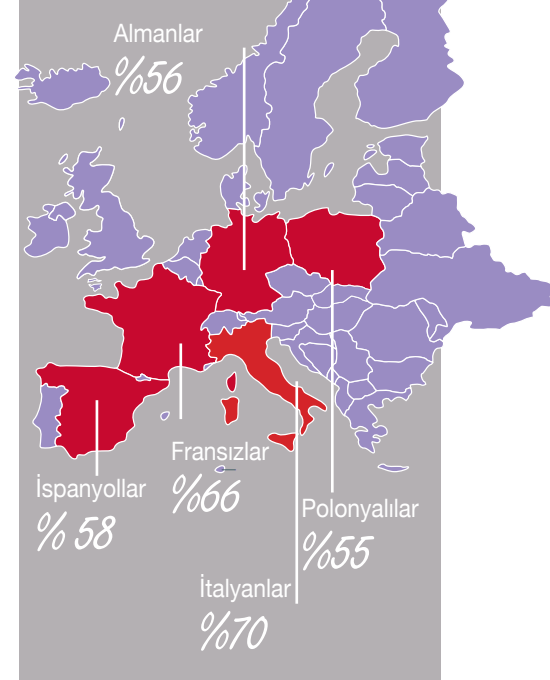 Almanlar
%56
Fransızlar
%66
İspanyollar
% 58
Polonyalılar
%55
İtalyanlar
%70